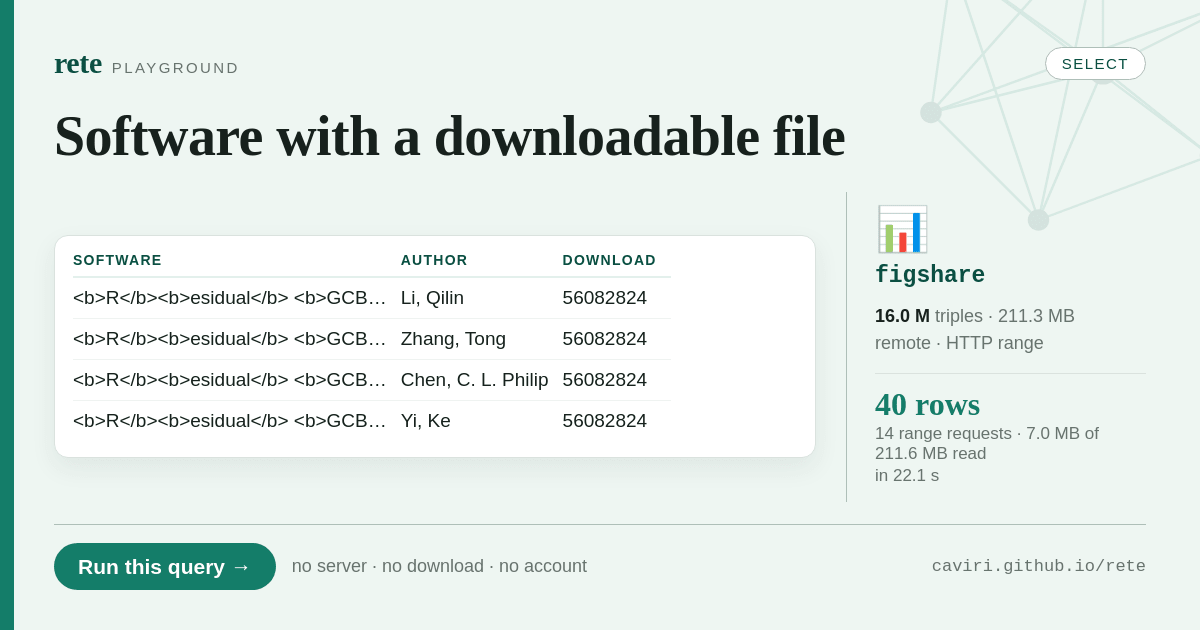 rete PLAYGROUND
SELECT
Software with a downloadable file
SOFTWARE AUTHOR DOWNLOAD
<b>R</b><b>esidual</b> <b>GCB… Li, Qilin 56082824
<b>R</b><b>esidual</b> <b>GCB… Zhang, Tong 56082824
<b>R</b><b>esidual</b> <b>GCB… Chen, C. L. Philip 56082824
<b>R</b><b>esidual</b> <b>GCB… Yi, Ke 56082824
figshare
16.0 M triples · 211.3 MB
remote · HTTP range
40 rows
14 range requests · 7.0 MB of
211.6 MB read
in 22.1 s
Run this query →
no server · no download · no account
caviri.github.io/rete